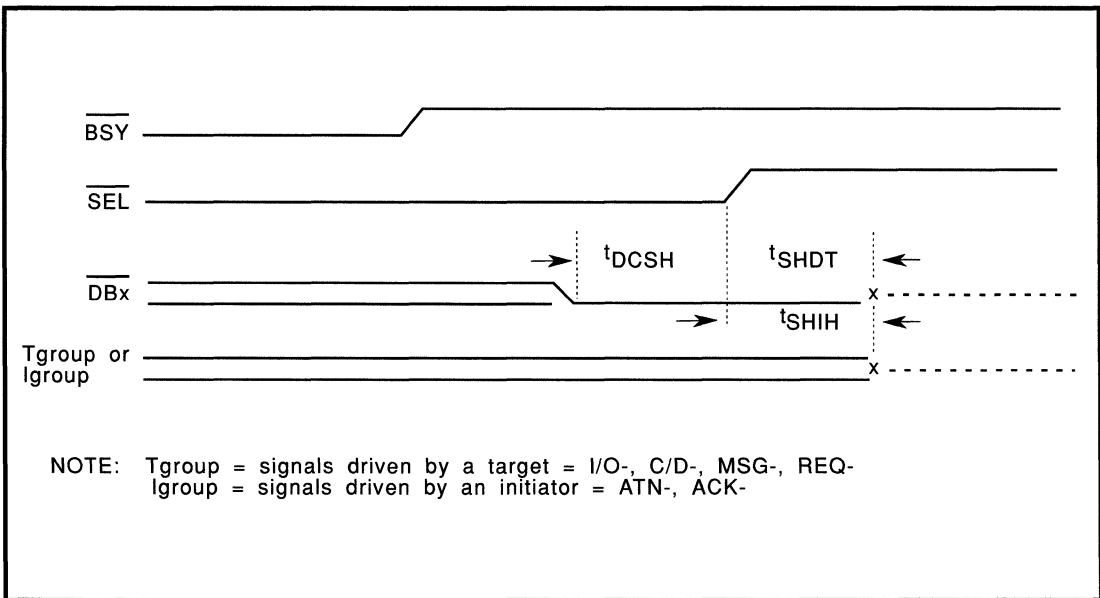 BSY
SEL
tDCSH
tSHDT
DBx
x
tSHIH
Tgroup or
Igroup
x
NOTE: Tgroup = signals driven by a target = I/O-, C/D-, MSG-, REQ-
Igroup = signals driven by an initiator = ATN-, ACK-